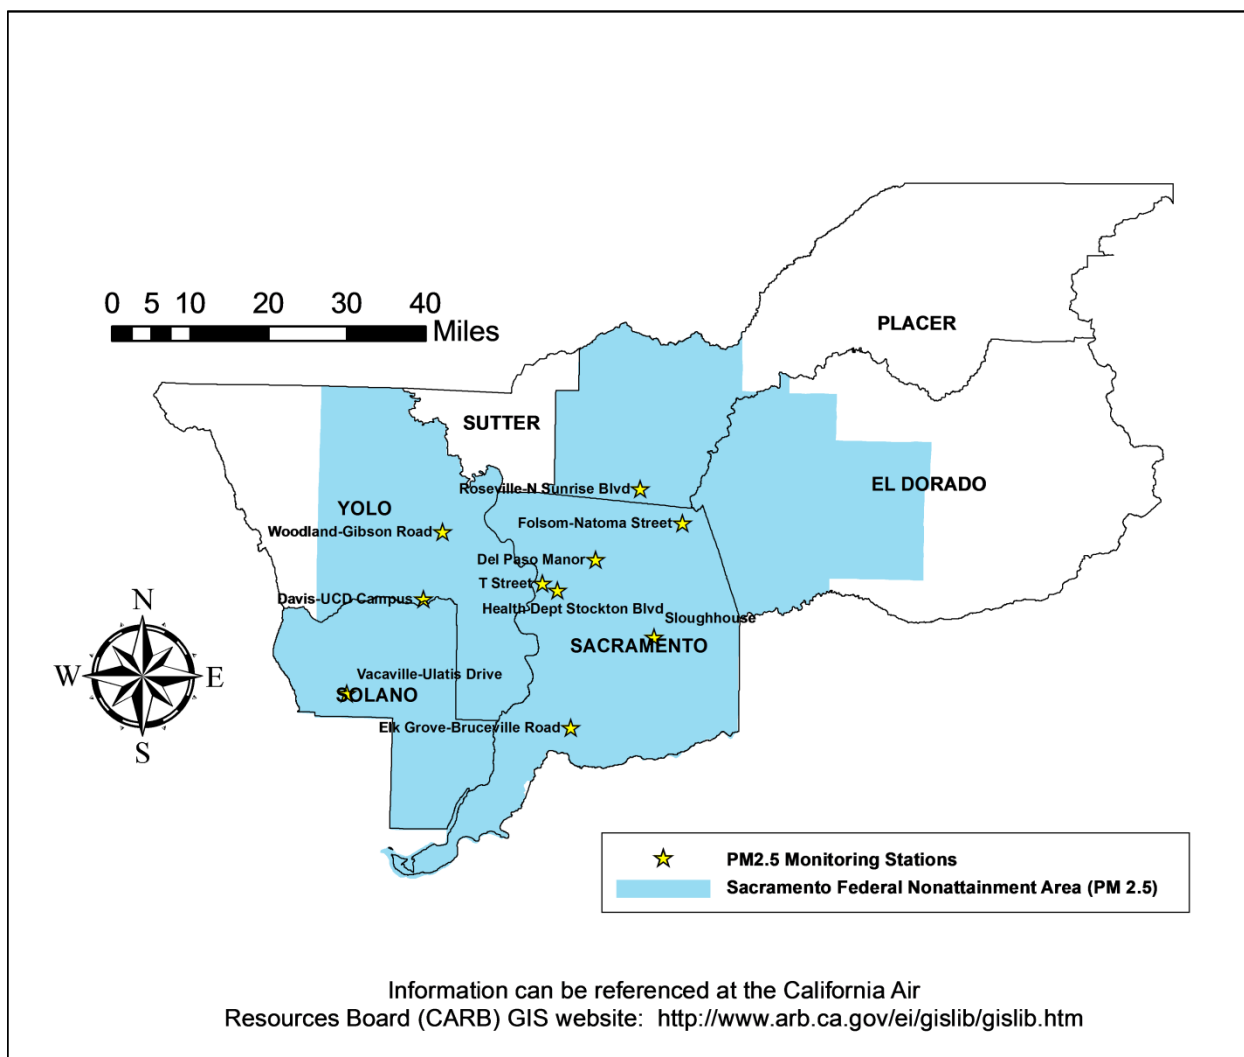 PLACER
0 5 10 20 30 40
Miles
SUTTER
EL DORADO
Roseville-N Sunrise Blvd
YOLO
Folsom-Natoma Street
Woodland-Gibson Road
Del Paso Manor
T Street
Davis-UCD Campus
Health-Dept Stockton Blvd
Sloughhouse
N
SACRAMENTO
W
E
Vacaville-Ulatis Drive
SOLANO
Elk Grove-Bruceville Road
S
PM2.5 Monitoring Stations
Sacramento Federal Nonattainment Area (PM 2.5)
Information can be referenced at the California Air
Resources Board (CARB) GIS website: http://www.arb.ca.gov/ei/gislib/gislib.htm